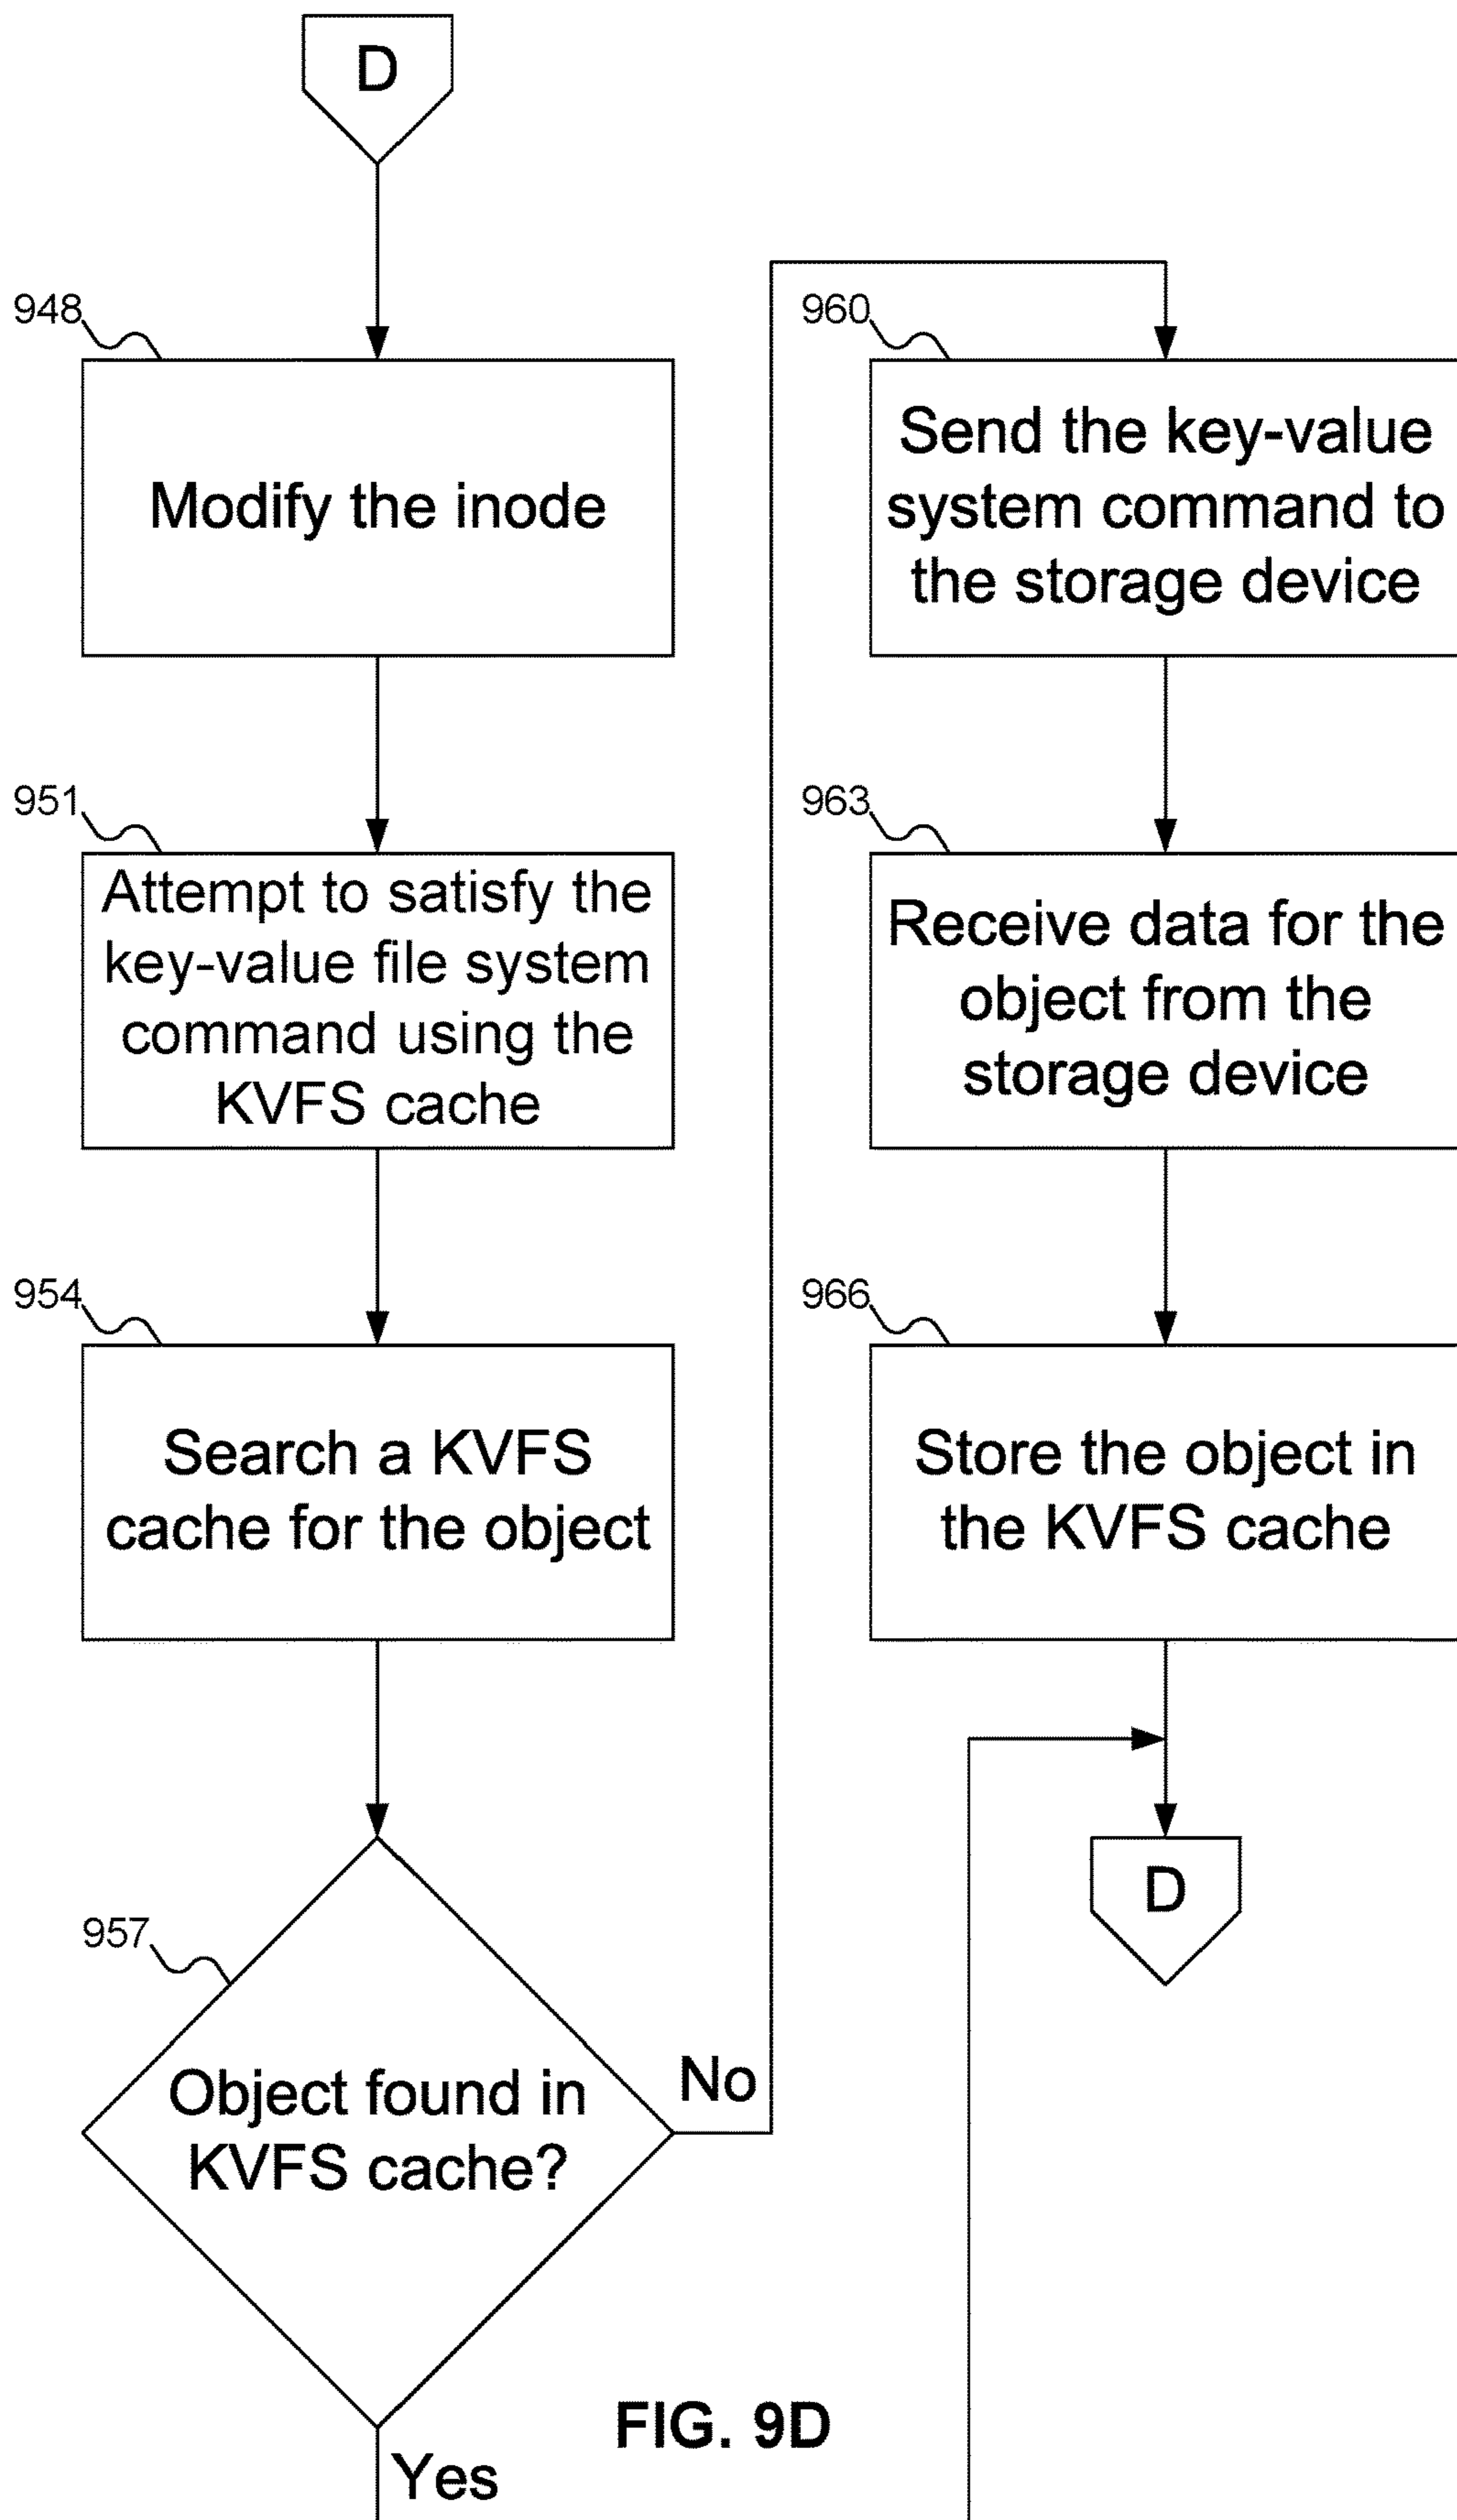 D
948
Modify the inode
951
Attempt to satisfy the
key-value file system
command using the
KVFS cache
954
Search a KVFS
cache for the object
957
Object found in
KVFS cache?
No
Yes
960
Send the key-value
system command to
the storage device
963
Receive data for the
object from the
storage device
966
Store the object in
the KVFS cache
D
FIG. 9D